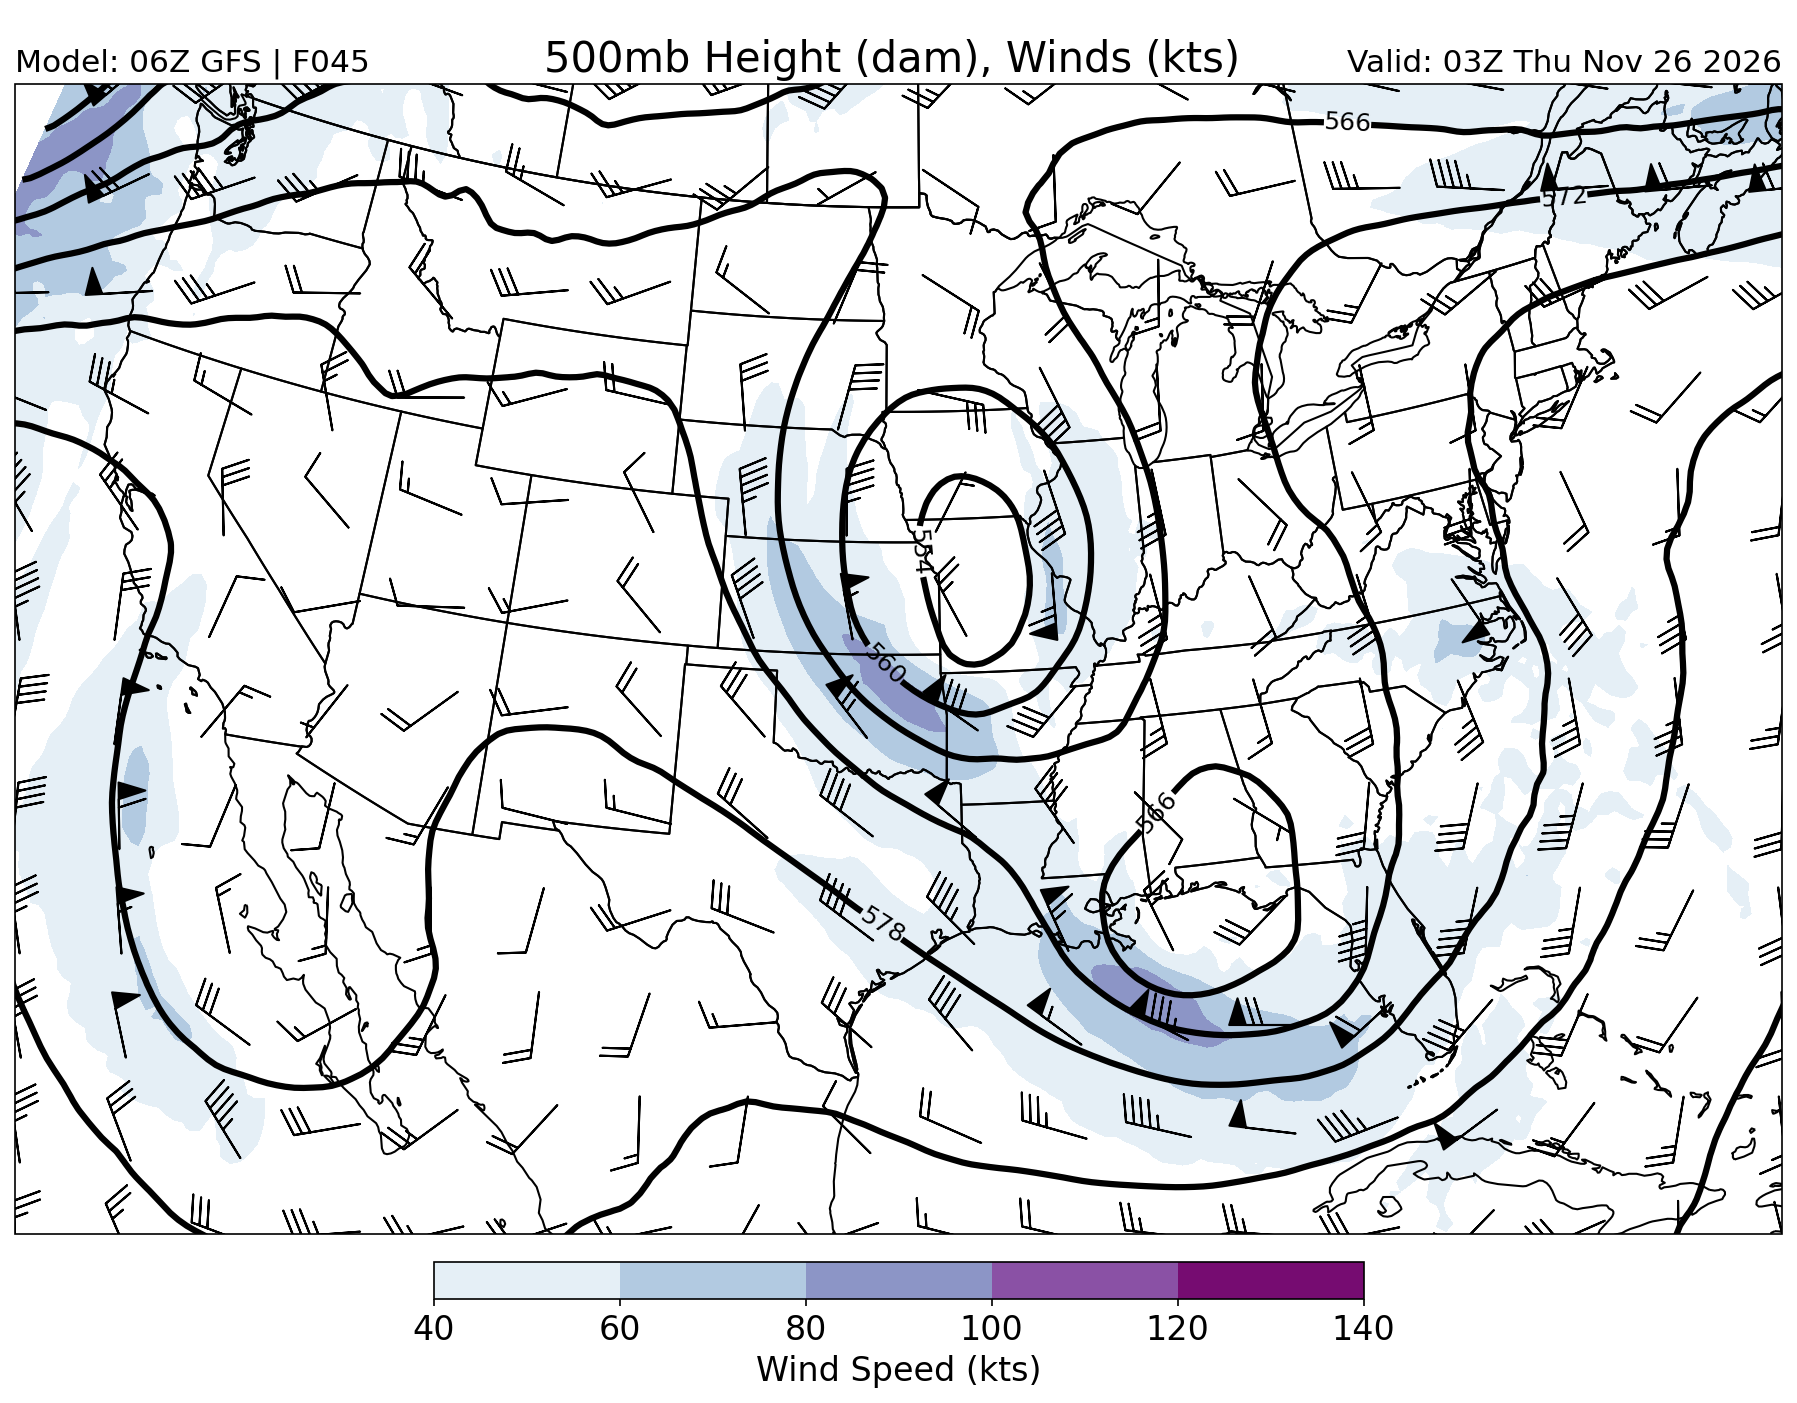 Model: 06Z GFS | F045
500mb Height (dam), Winds (kts)
Valid: 03Z Thu Nov 26 2026
566
572
554
560
566
578
40 60 80 100 120 140
Wind Speed (kts)